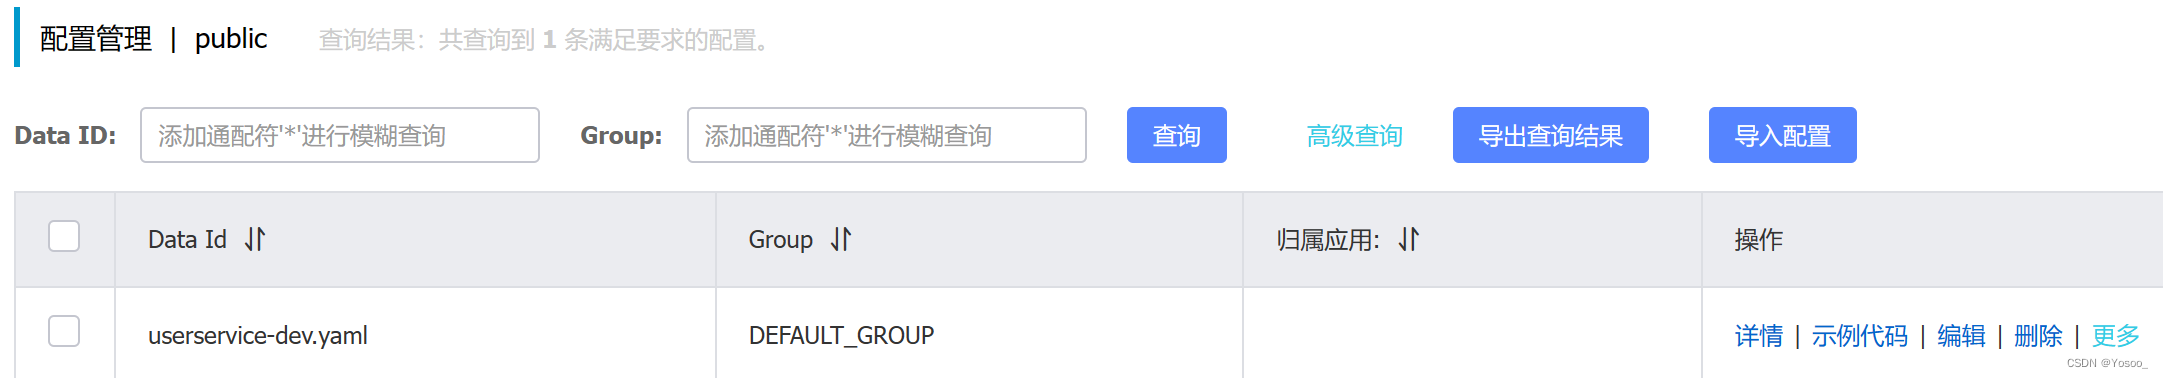 配置管理 | public 查询结果：共查询到 1 条满足要求的配置。
Data ID: 添加通配符'*'进行模糊查询 Group: 添加通配符'*'进行模糊查询 查询 高级查询 导出查询结果 导入配置
Data Id Group 归属应用: 操作
userservice-dev.yaml DEFAULT_GROUP 详情 | 示例代码 | 编辑 | 删除 | 更多
CSDN @Yosoo_